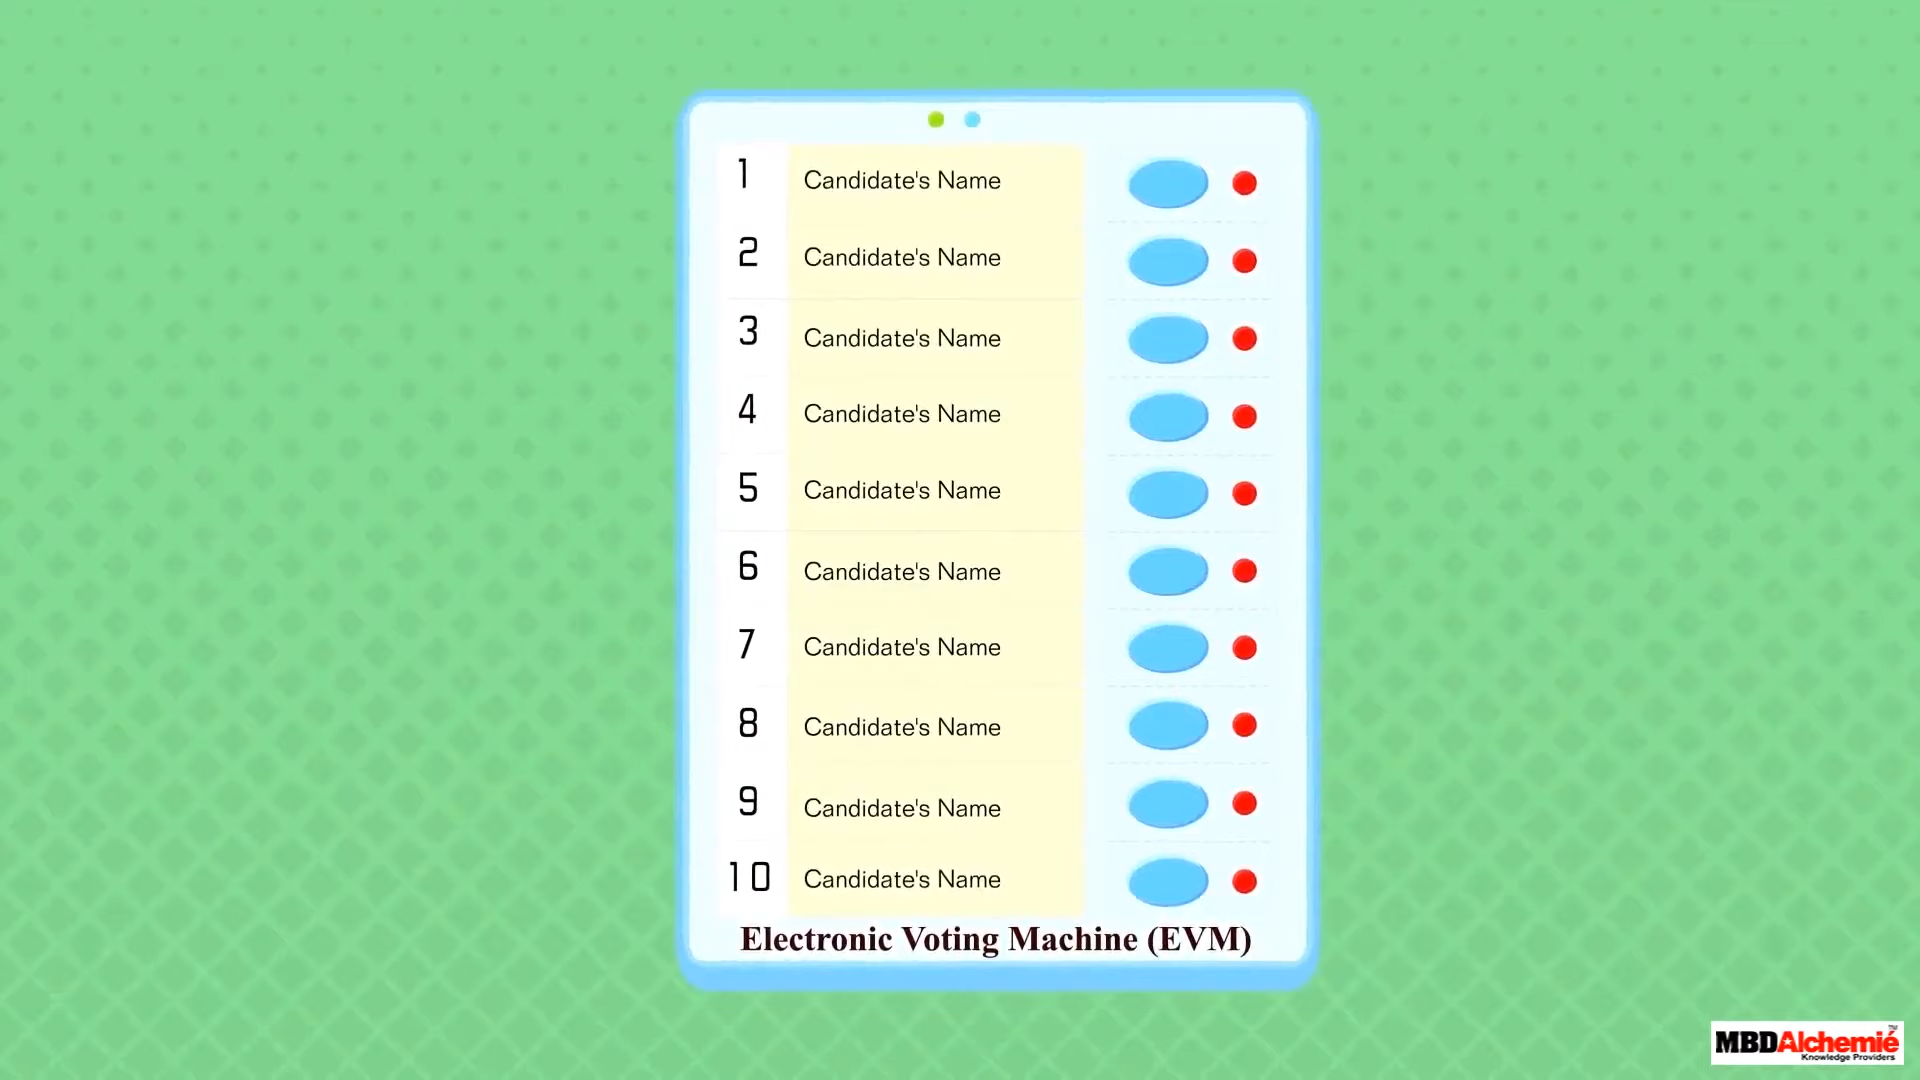 1 Candidate's Name
2 Candidate's Name
3 Candidate's Name
4 Candidate's Name
5 Candidate's Name
6 Candidate's Name
7 Candidate's Name
8 Candidate's Name
9 Candidate's Name
10 Candidate's Name
Electronic Voting Machine (EVM)
MBDAlchemié™
Knowledge Providers